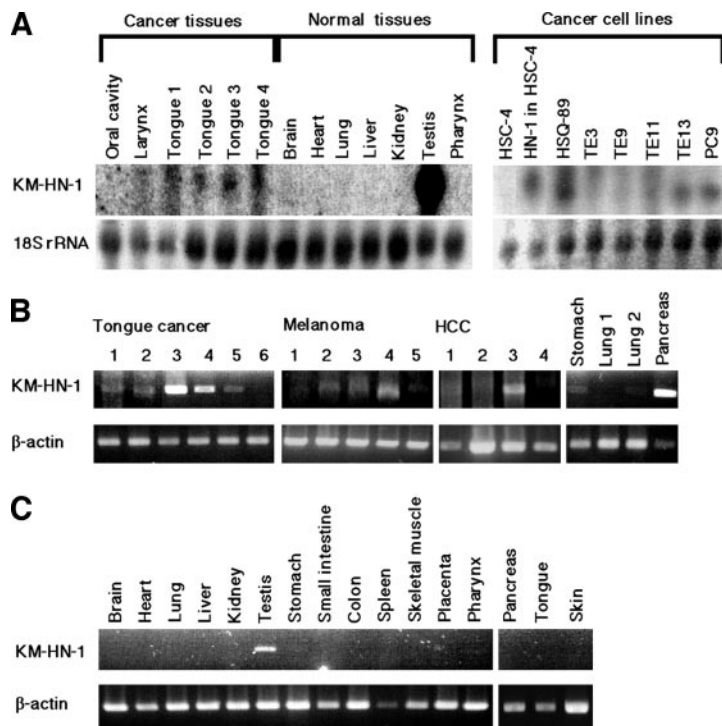 A
Cancer tissues Normal tissues Cancer cell lines
Oral cavity Larynx Tongue 1 Tongue 2 Tongue 3 Tongue 4 Brain Heart Lung Liver Kidney Testis Pharynx HSC-4 HN-1 in HSC-4 HSQ-89 TE3 TE9 TE11 TE13 PC9
KM-HN-1
18S rRNA
B
Tongue cancer Melanoma HCC Stomach Lung 1 Lung 2 Pancreas
1 2 3 4 5 6 1 2 3 4 5 1 2 3 4
KM-HN-1
β-actin
C
Brain Heart Lung Liver Kidney Testis Stomach Small intestine Colon Spleen Skeletal muscle Placenta Pharynx Pancreas Tongue Skin
KM-HN-1
β-actin